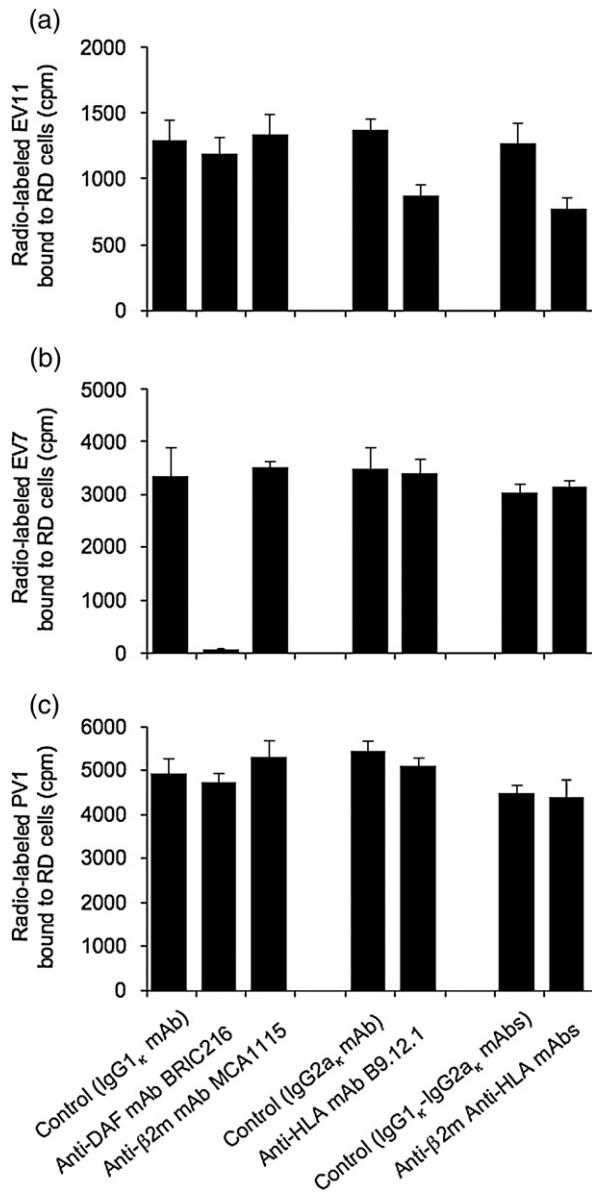 (a)
Radio-labeled EV11
bound to RD cells (cpm)
2000
1500
1000
500
0
(b)
Radio-labeled EV7
bound to RD cells (cpm)
5000
4000
3000
2000
1000
0
(c)
Radio-labeled PV1
bound to RD cells (cpm)
6000
5000
4000
3000
2000
1000
0
Control (IgG1κ mAb)
Anti-DAF mAb BRIC216
Anti-β2m mAb MCA1115
Control (IgG2aκ mAb)
Anti-HLA mAb B9.12.1
Control (IgG1κ-IgG2aκ mAbs)
Anti-β2m Anti-HLA mAbs